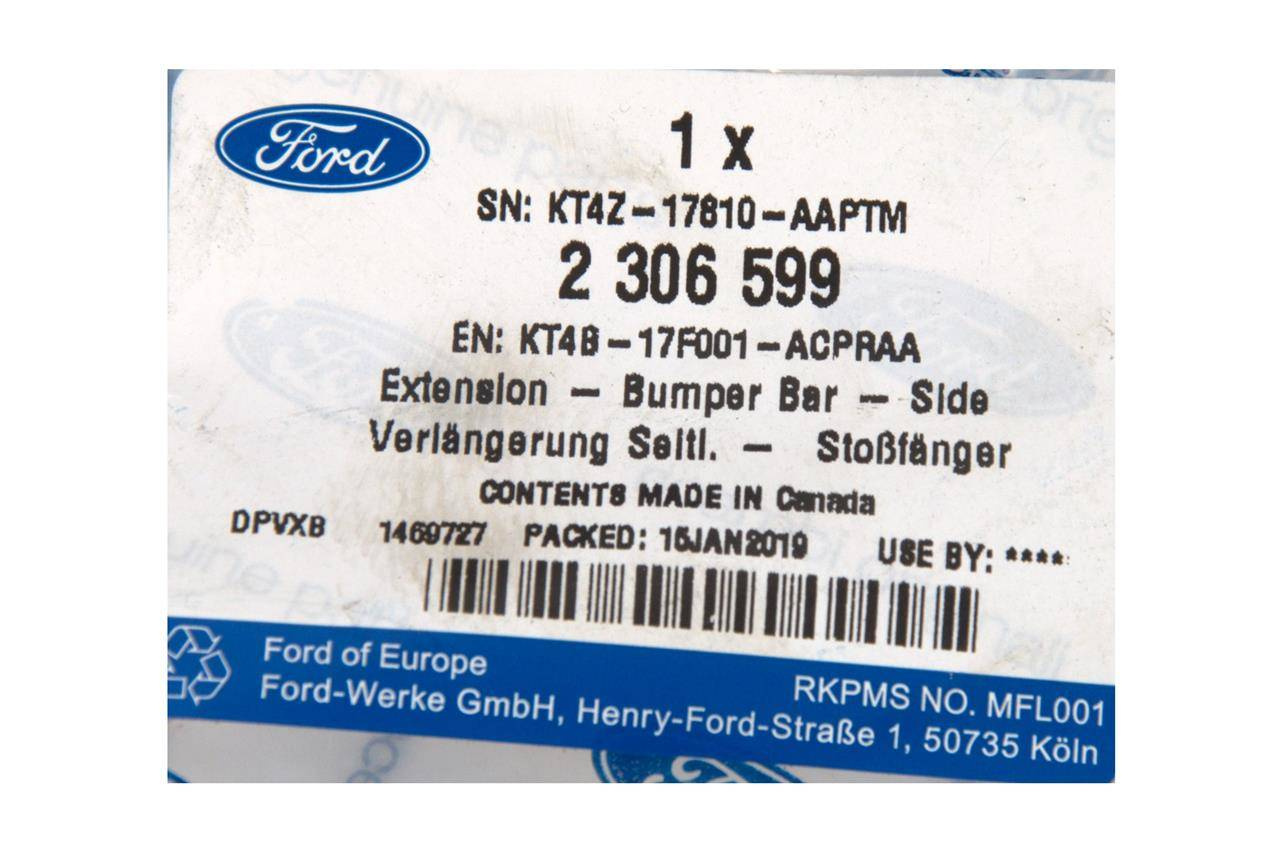 Ford
1 x
SN: KT4Z-17810-AAPTM
2 306 599
EN: KT4B-17F001-ACPRAA
Extension - Bumper Bar - Side
Verlängerung Seitl. - Stoßfänger
CONTENTS MADE IN Canada
DPVXB 1469727 PACKED: 15JAN2019 USE BY: ****
Ford of Europe
RKPMS NO. MFL001
Ford-Werke GmbH, Henry-Ford-Straße 1, 50735 Köln